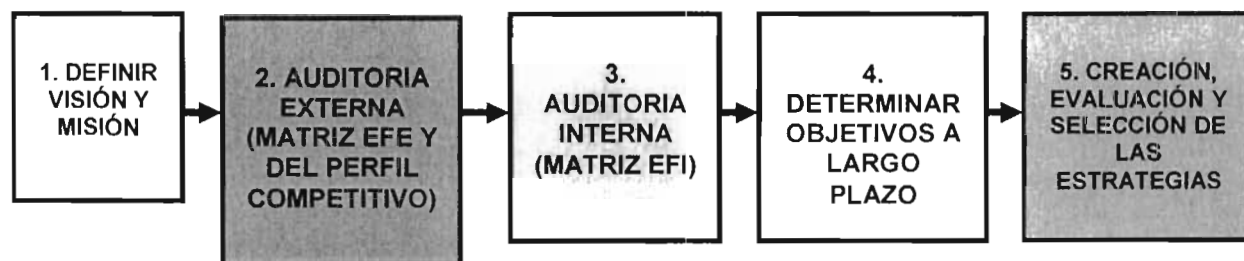 1. DEFINIR
VISIÓN Y
MISIÓN
2. AUDITORIA
EXTERNA
(MATRIZ EFE Y
DEL PERFIL
COMPETITIVO)
3.
AUDITORIA
INTERNA
(MATRIZ EFI)
4.
DETERMINAR
OBJETIVOS A
LARGO
PLAZO
5. CREACIÓN,
EVALUACIÓN Y
SELECCIÓN DE
LAS
ESTRATEGIAS